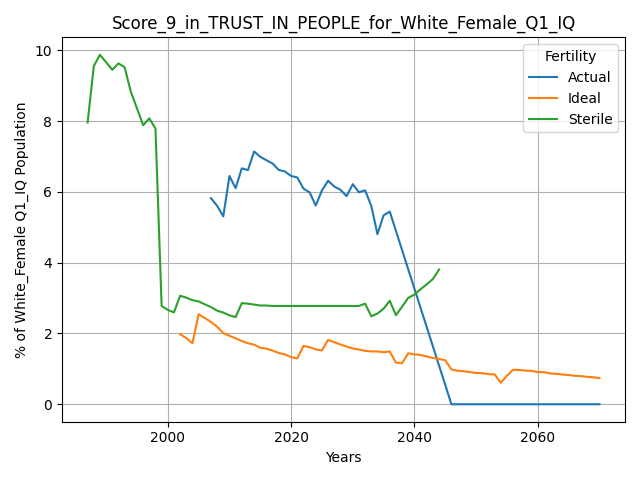 Score_9_in_TRUST_IN_PEOPLE_for_White_Female_Q1_IQ
Fertility
Actual
Ideal
Sterile
% of White_Female Q1_IQ Population
10
8
6
4
2
0
2000
2020
2040
2060
Years